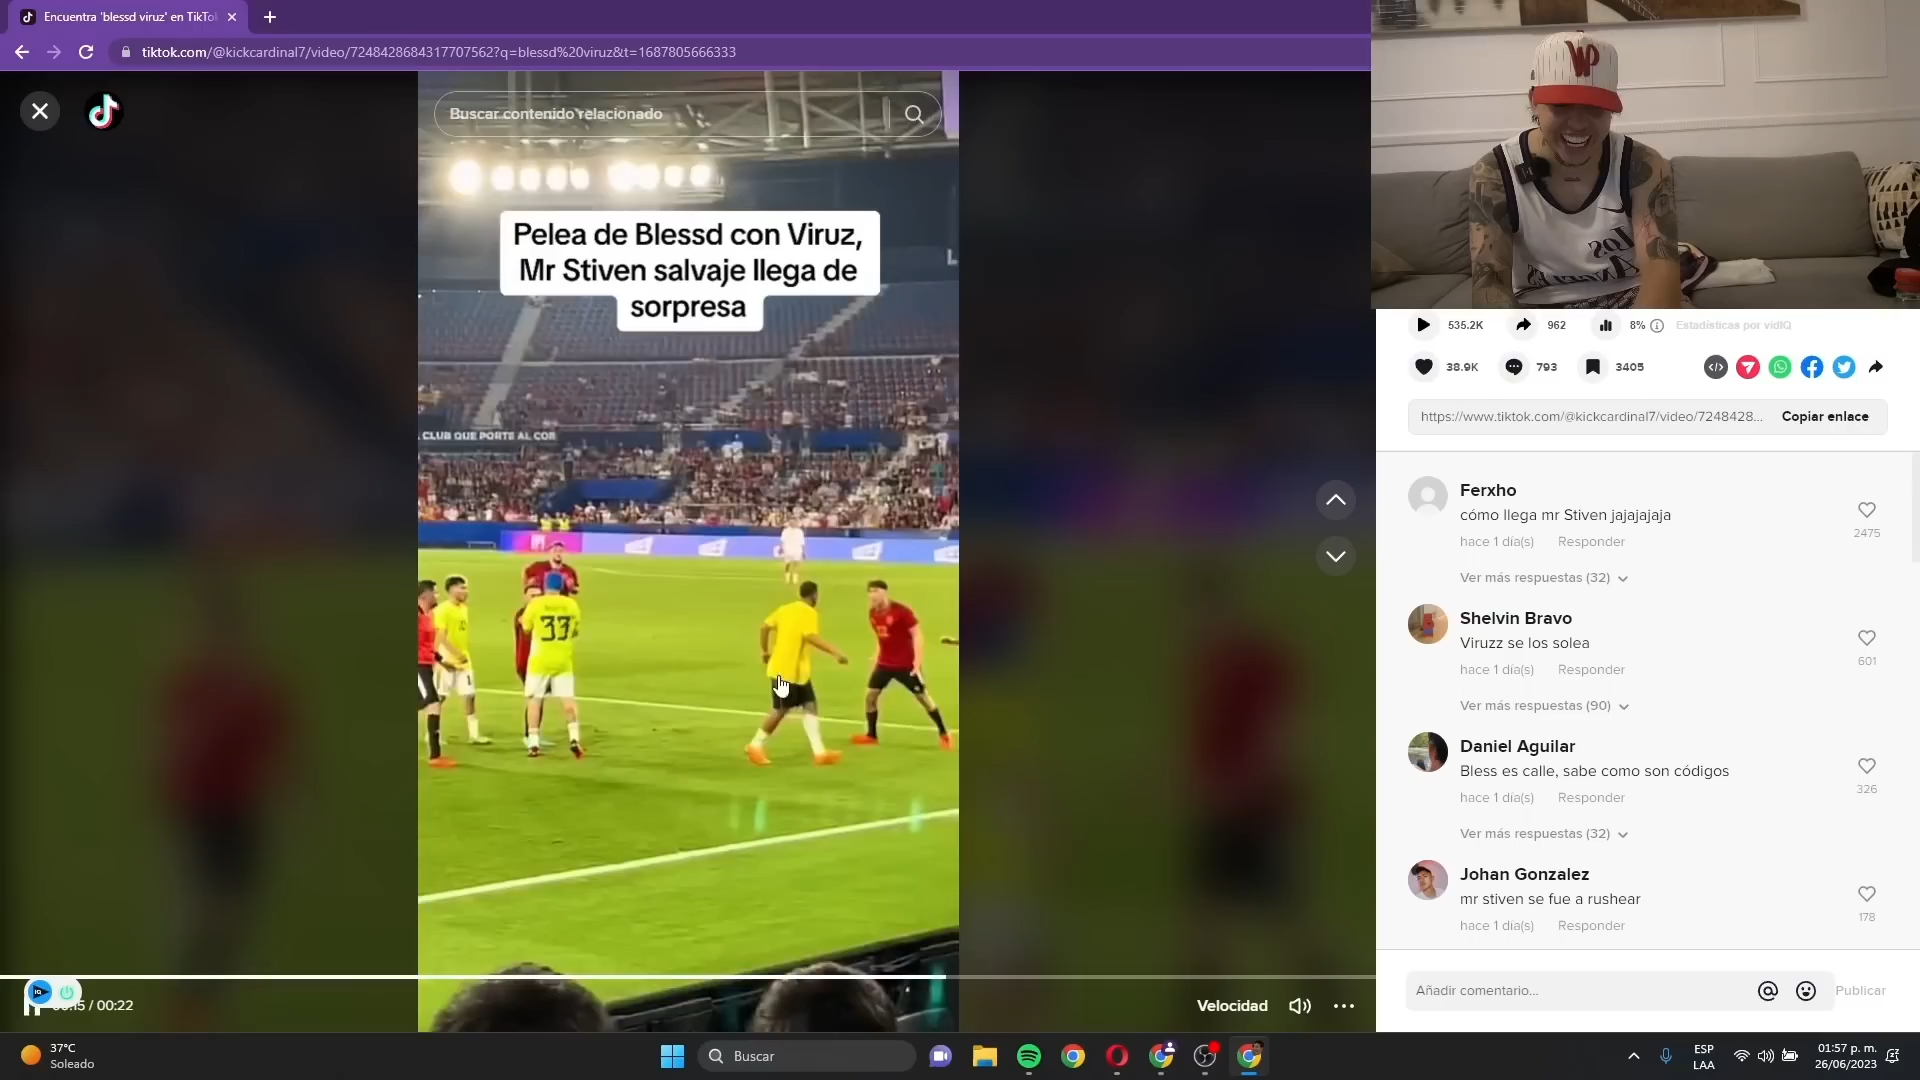 Encuentra 'blessd viruz' en TikTok
tiktok.com/@kickcardinal7/video/7248428684317707562?q=blessd%20viruz&t=1687805666333
Buscar contenido relacionado
Pelea de Blessd con Viruz,
Mr Stiven salvaje llega de
sorpresa
CLUB QUE PORTE AL COR
33
535.2K
962
8%
Estadísticas por vidIQ
38.9K
793
3405
https://www.tiktok.com/@kickcardinal7/video/7248428...
Copiar enlace
Ferxho
cómo llega mr Stiven jajajajaja
2475
hace 1 día(s) Responder
Ver más respuestas (32)
Shelvin Bravo
Viruzz se los solea
601
hace 1 día(s) Responder
Ver más respuestas (90)
Daniel Aguilar
Bless es calle, sabe como son códigos
326
hace 1 día(s) Responder
Ver más respuestas (32)
Johan Gonzalez
mr stiven se fue a rushear
178
hace 1 día(s) Responder
Añadir comentario...
Publicar
/ 00:22
Velocidad
37°C
Soleado
Buscar
ESP
LAA
01:57 p. m.
26/06/2023